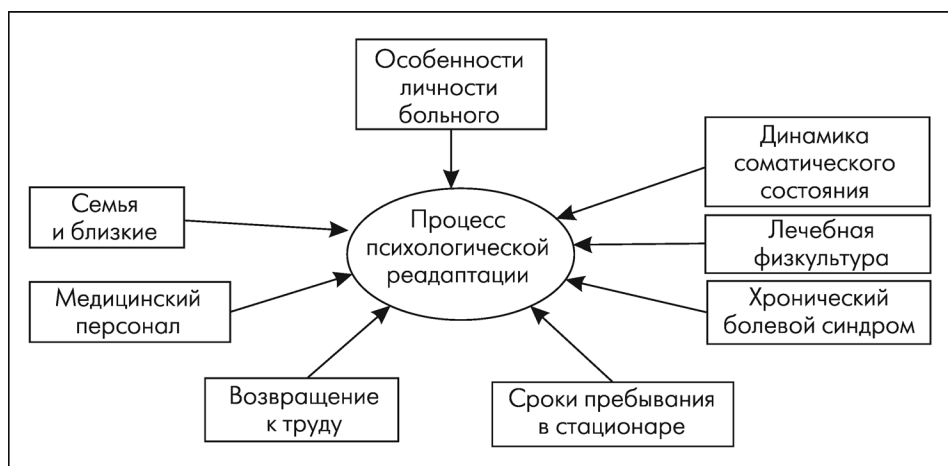 Особенности
личности
больного
Динамика
соматического
состояния
Семья
и близкие
Процесс
психологической
реадаптации
Лечебная
физкультура
Медицинский
персонал
Хронический
болевой синдром
Возвращение
к труду
Сроки пребывания
в стационаре